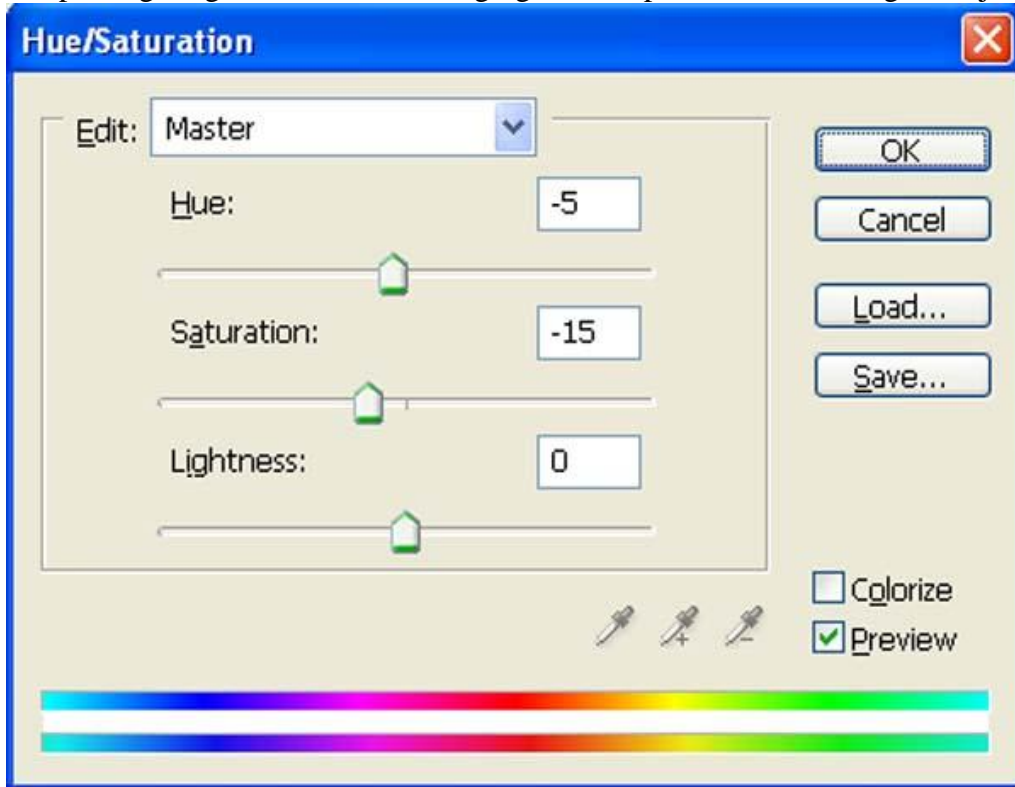 Hue/Saturation
Edit: Master
Hue: -5
Saturation: -15
Lightness: 0
OK
Cancel
Load...
Save...
Colorize
Preview